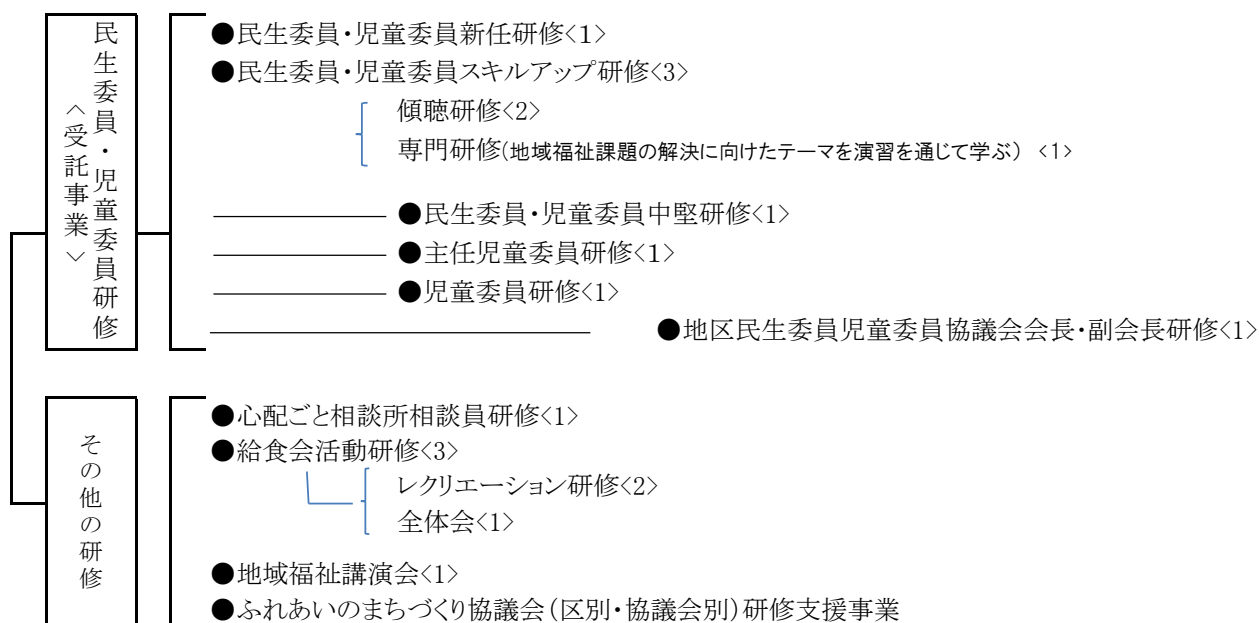 民生委員・児童委員研修
〈受託事業〉
●民生委員・児童委員新任研修<1>
●民生委員・児童委員スキルアップ研修<3>
傾聴研修<2>
専門研修(地域福祉課題の解決に向けたテーマを演習を通じて学ぶ) <1>
●民生委員・児童委員中堅研修<1>
●主任児童委員研修<1>
●児童委員研修<1>
●地区民生委員児童委員協議会会長・副会長研修<1>
その他の研修
●心配ごと相談所相談員研修<1>
●給食会活動研修<3>
レクリエーション研修<2>
全体会<1>
●地域福祉講演会<1>
●ふれあいのまちづくり協議会(区別・協議会別)研修支援事業